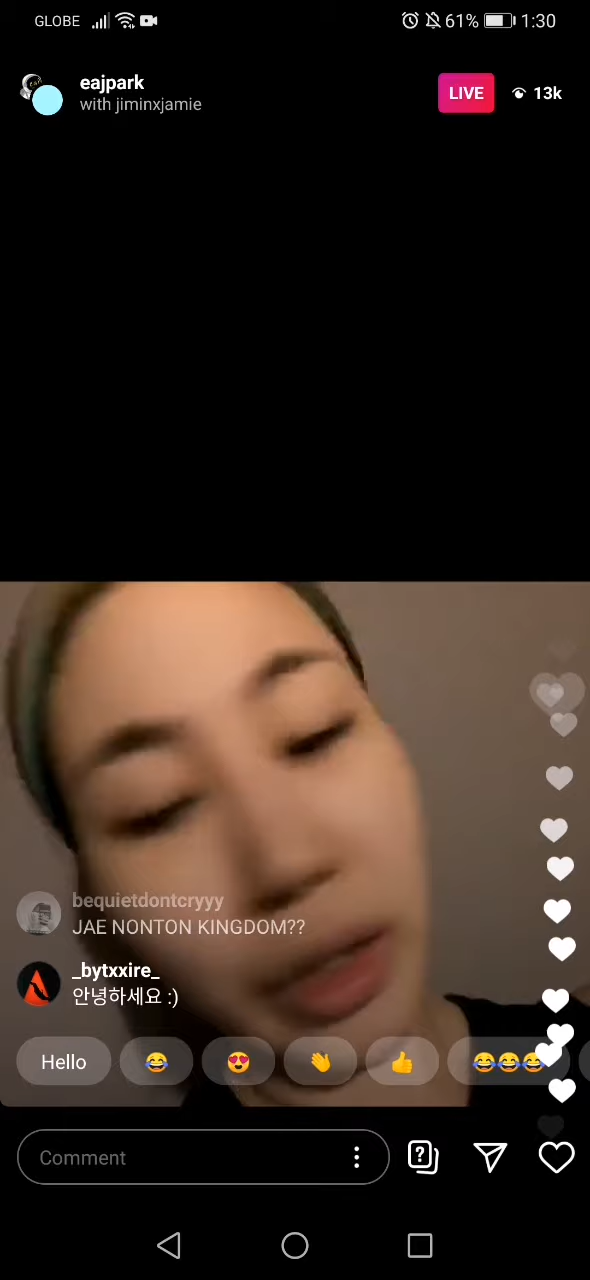 GLOBE 61% 1:30
eajpark
with jiminxjamie
LIVE 13k
bequietdontcryyy
JAE NONTON KINGDOM??
_bytxxire_
안녕하세요 :)
Hello 😂 😍 👋 👍 😂😂😂
Comment